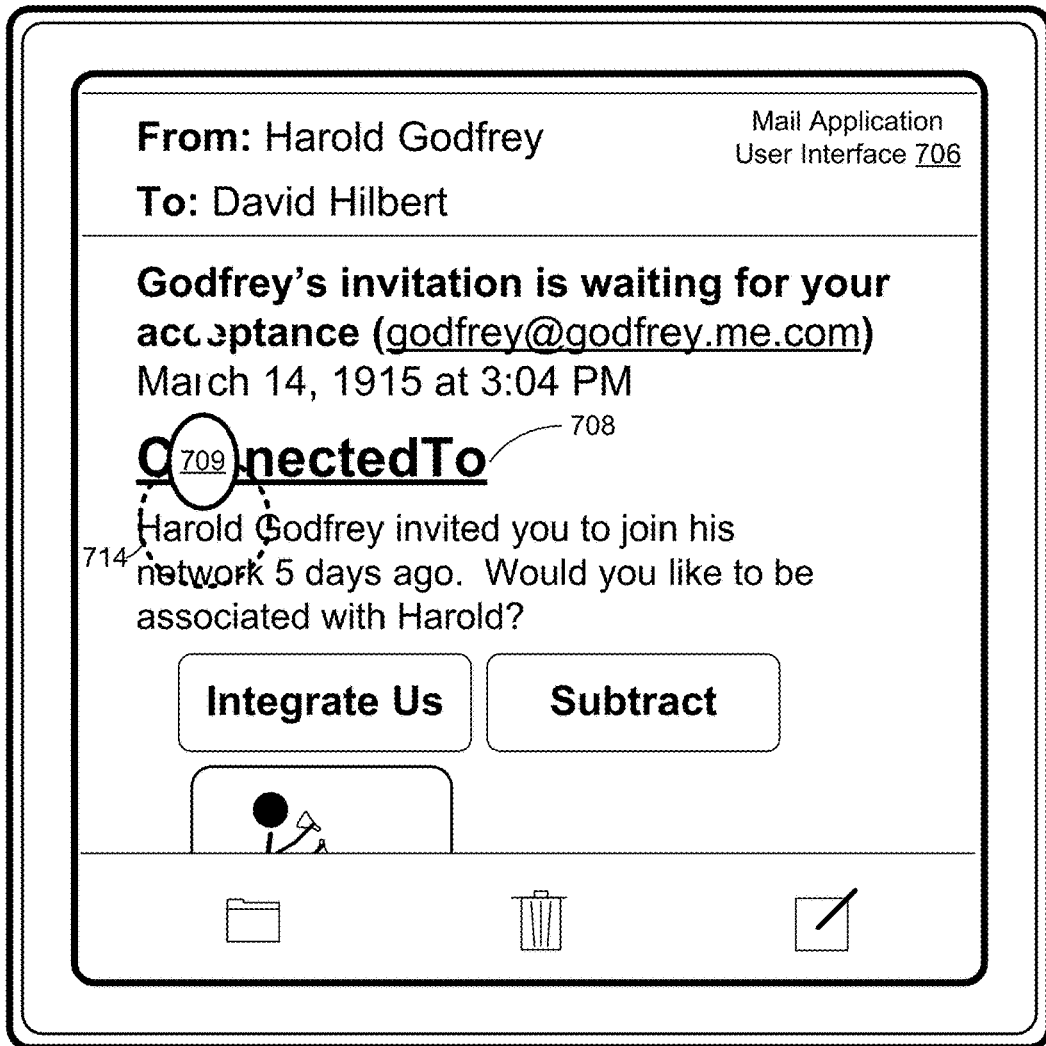 From: Harold Godfrey
Mail Application
User Interface 706
To: David Hilbert
Godfrey's invitation is waiting for your
acceptance (godfrey@godfrey.me.com)
March 14, 1915 at 3:04 PM
708
709
nectedTo
Harold Godfrey invited you to join his
714
network 5 days ago. Would you like to be
associated with Harold?
Integrate Us
Subtract